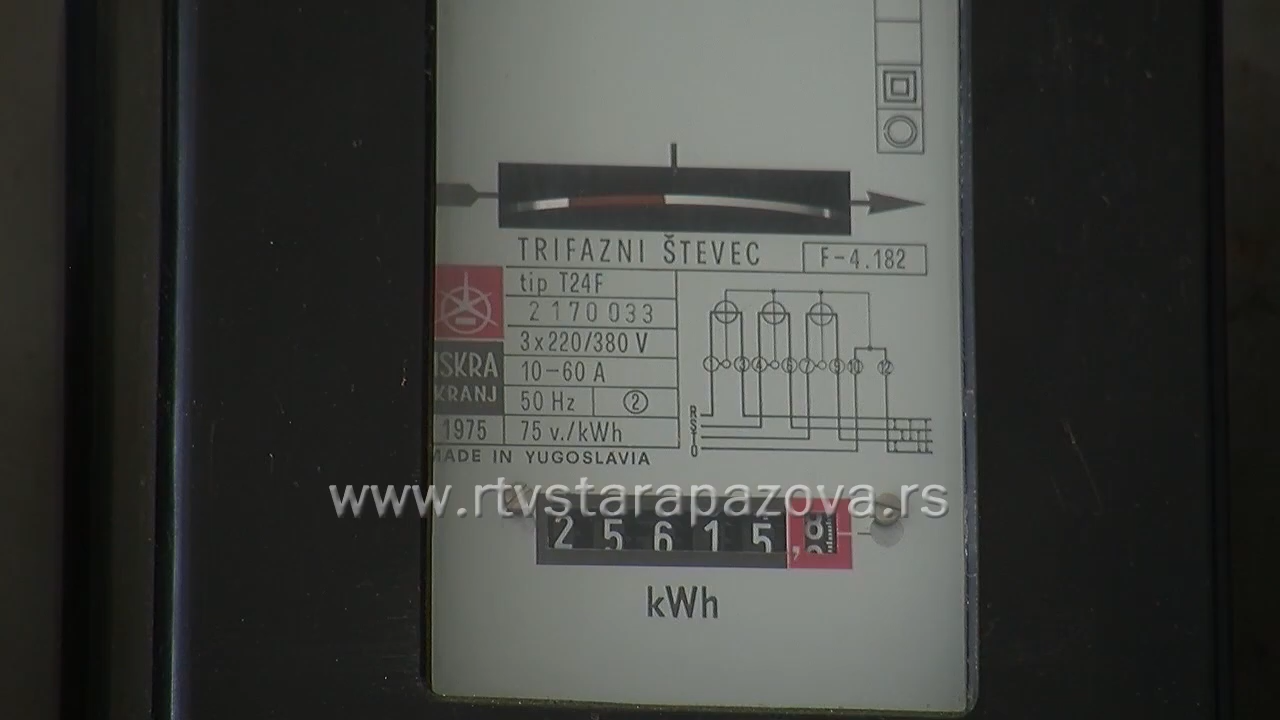 TRIFAZNI ŠTEVEC
F-4.182
tip T24F
2 170 033
3x220/380 V
ISKRA
KRANJ
10-60 A
50 Hz
2
1975
75 v./kWh
MADE IN YUGOSLAVIA
R
S
T
0
1 3 4 6 7 9 10 12
www.rtvstarapazova.rs
2 5 6 1 5 , 8
kWh